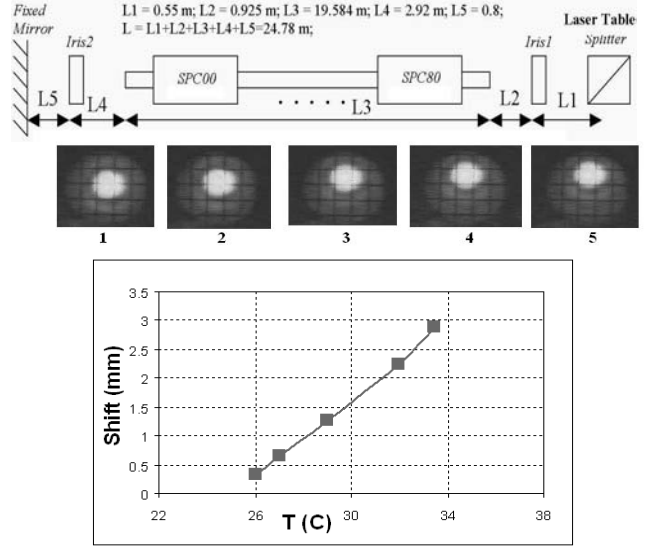 Fixed
Mirror
L1 = 0.55 m; L2 = 0.925 m; L3 = 19.584 m; L4 = 2.92 m; L5 = 0.8;
L = L1+L2+L3+L4+L5=24.78 m;
Laser Table
Iris2
Iris1
Splitter
SPC00
SPC80
L5
L4
L3
L2
L1
1
2
3
4
5
3.5
3
2.5
2
1.5
1
0.5
0
Shift (mm)
22
26
30
34
38
T (C)